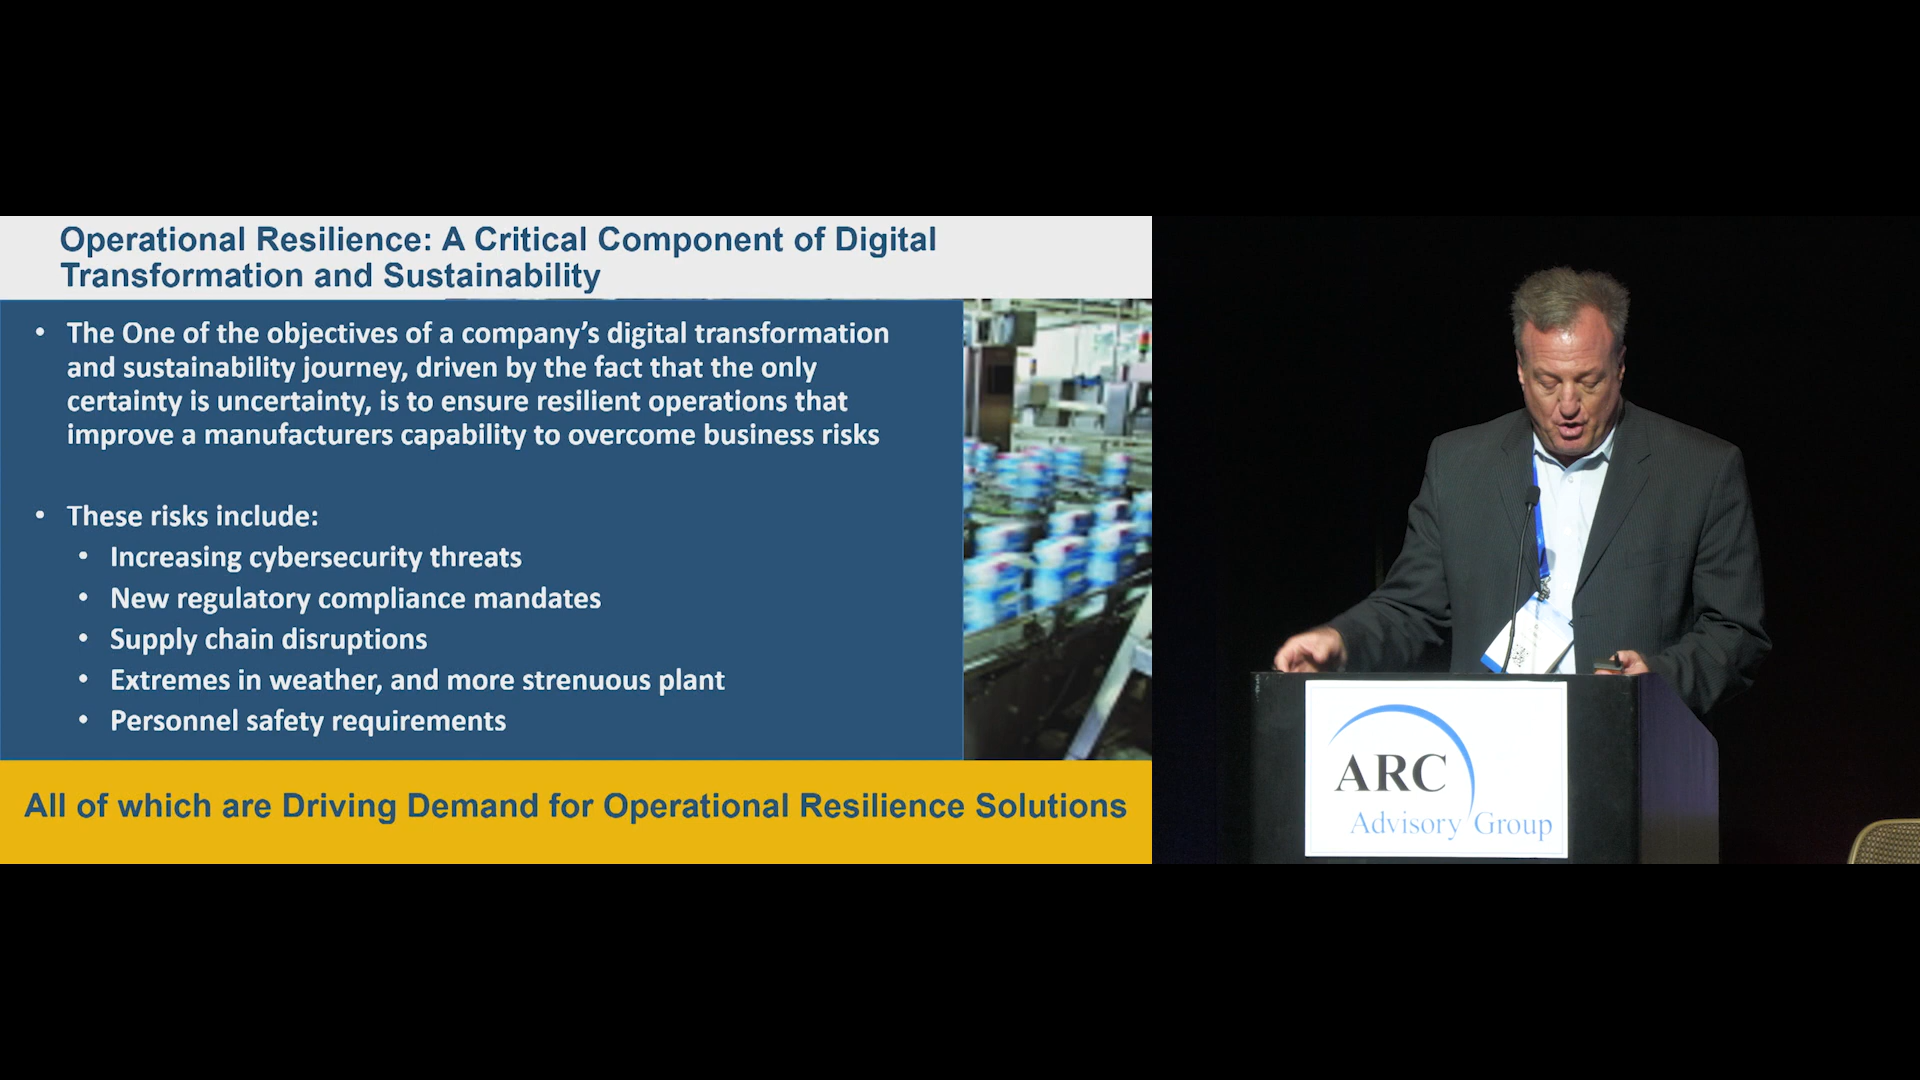 Operational Resilience: A Critical Component of Digital
Transformation and Sustainability
• The One of the objectives of a company’s digital transformation
and sustainability journey, driven by the fact that the only
certainty is uncertainty, is to ensure resilient operations that
improve a manufacturers capability to overcome business risks
• These risks include:
• Increasing cybersecurity threats
• New regulatory compliance mandates
• Supply chain disruptions
• Extremes in weather, and more strenuous plant
• Personnel safety requirements
All of which are Driving Demand for Operational Resilience Solutions
ARC
Advisory Group